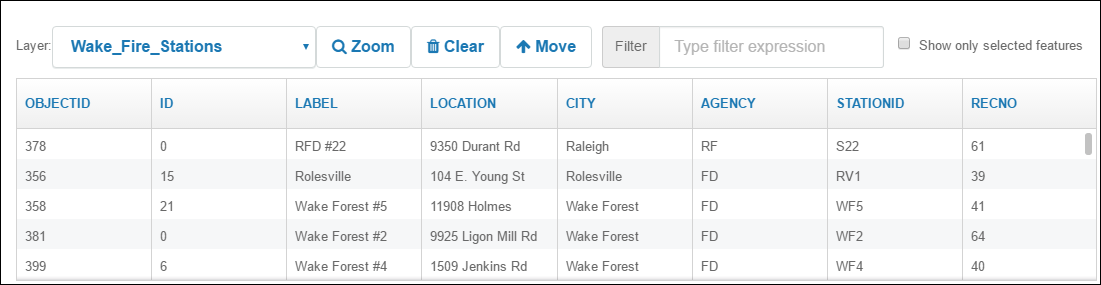 Layer: Wake_Fire_Stations Zoom Clear Move Filter Type filter expression Show only selected features
OBJECTID ID LABEL LOCATION CITY AGENCY STATIONID RECNO
378 0 RFD #22 9350 Durant Rd Raleigh RF S22 61
356 15 Rolesville 104 E. Young St Rolesville FD RV1 39
358 21 Wake Forest #5 11908 Holmes Wake Forest FD WF5 41
381 0 Wake Forest #2 9925 Ligon Mill Rd Wake Forest FD WF2 64
399 6 Wake Forest #4 1509 Jenkins Rd Wake Forest FD WF4 40